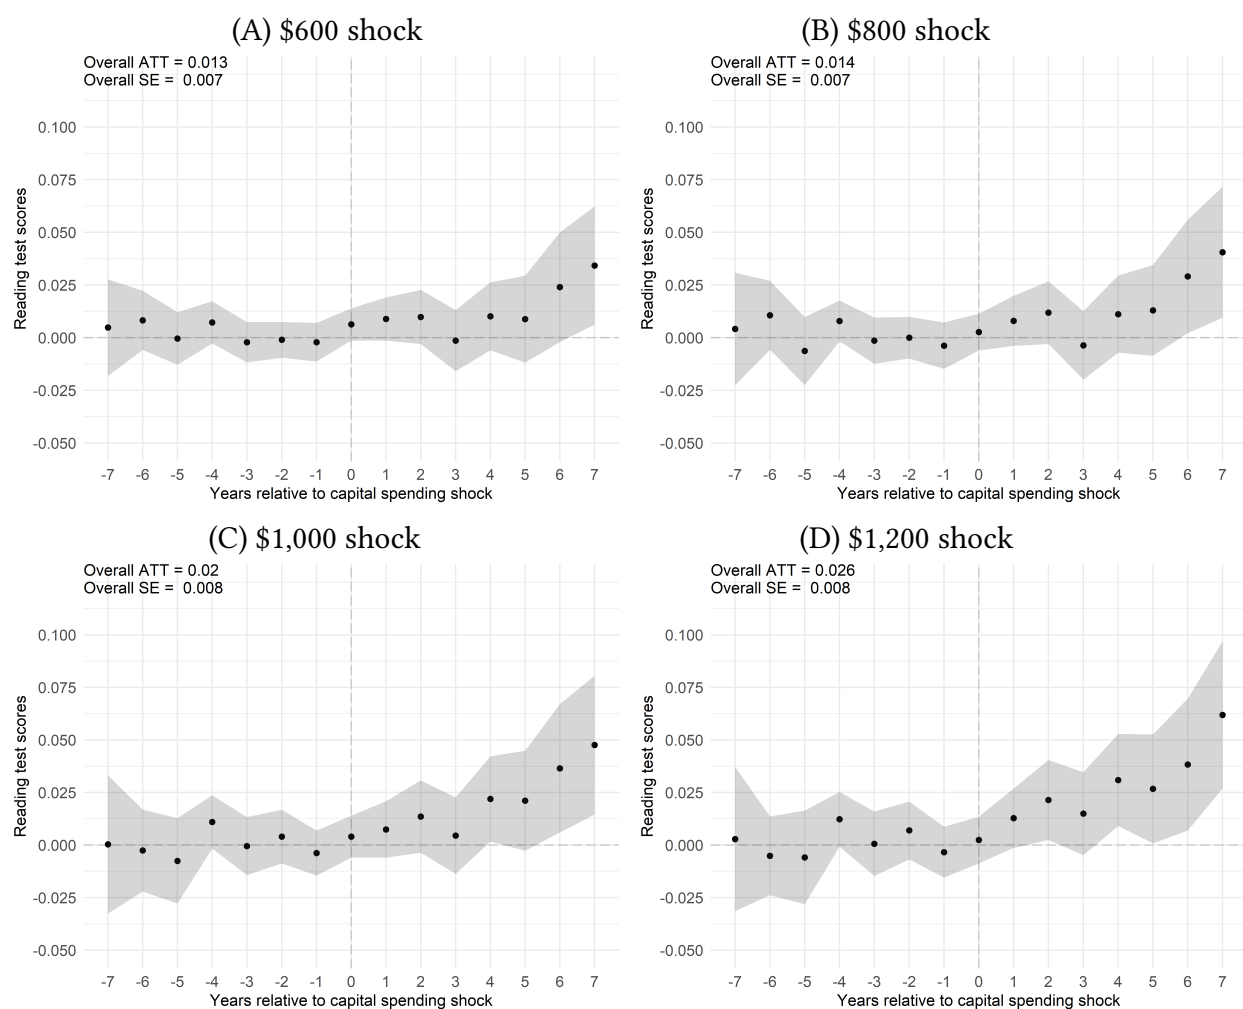 (A) $600 shock
Overall ATT = 0.013
Overall SE = 0.007
Reading test scores
0.100
0.075
0.050
0.025
0.000
-0.025
-0.050
-7 -6 -5 -4 -3 -2 -1 0 1 2 3 4 5 6 7
Years relative to capital spending shock
(B) $800 shock
Overall ATT = 0.014
Overall SE = 0.007
Reading test scores
0.100
0.075
0.050
0.025
0.000
-0.025
-0.050
-7 -6 -5 -4 -3 -2 -1 0 1 2 3 4 5 6 7
Years relative to capital spending shock
(C) $1,000 shock
Overall ATT = 0.02
Overall SE = 0.008
Reading test scores
0.100
0.075
0.050
0.025
0.000
-0.025
-0.050
-7 -6 -5 -4 -3 -2 -1 0 1 2 3 4 5 6 7
Years relative to capital spending shock
(D) $1,200 shock
Overall ATT = 0.026
Overall SE = 0.008
Reading test scores
0.100
0.075
0.050
0.025
0.000
-0.025
-0.050
-7 -6 -5 -4 -3 -2 -1 0 1 2 3 4 5 6 7
Years relative to capital spending shock